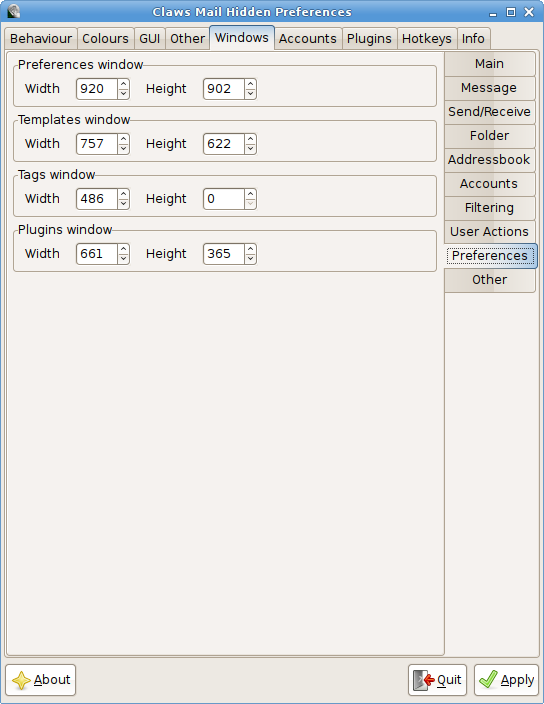 Claws Mail Hidden Preferences
Behaviour Colours GUI Other Windows Accounts Plugins Hotkeys Info
Preferences window
Width 920 Height 902
Templates window
Width 757 Height 622
Tags window
Width 486 Height 0
Plugins window
Width 661 Height 365
Main
Message
Send/Receive
Folder
Addressbook
Accounts
Filtering
User Actions
Preferences
Other
About Quit Apply